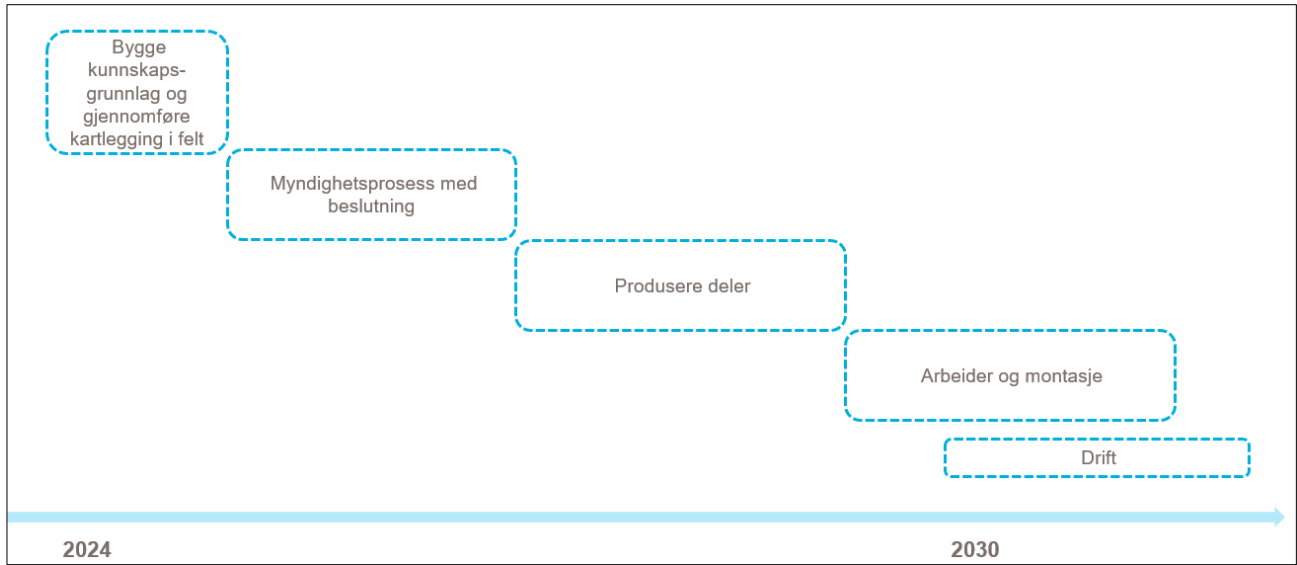 Bygge
kunnskaps-
grunnlag og
gjennomføre
kartlegging i felt
Myndighetsprosess med
beslutning
Produsere deler
Arbeider og montasje
Drift
2024
2030